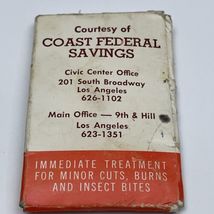 Courtesy of
COAST FEDERAL
SAVINGS
Civic Center Office
201 South Broadway
Los Angeles
626-1102
Main Office — 9th & Hill
Los Angeles
623-1351
IMMEDIATE TREATMENT
FOR MINOR CUTS, BURNS
AND INSECT BITES